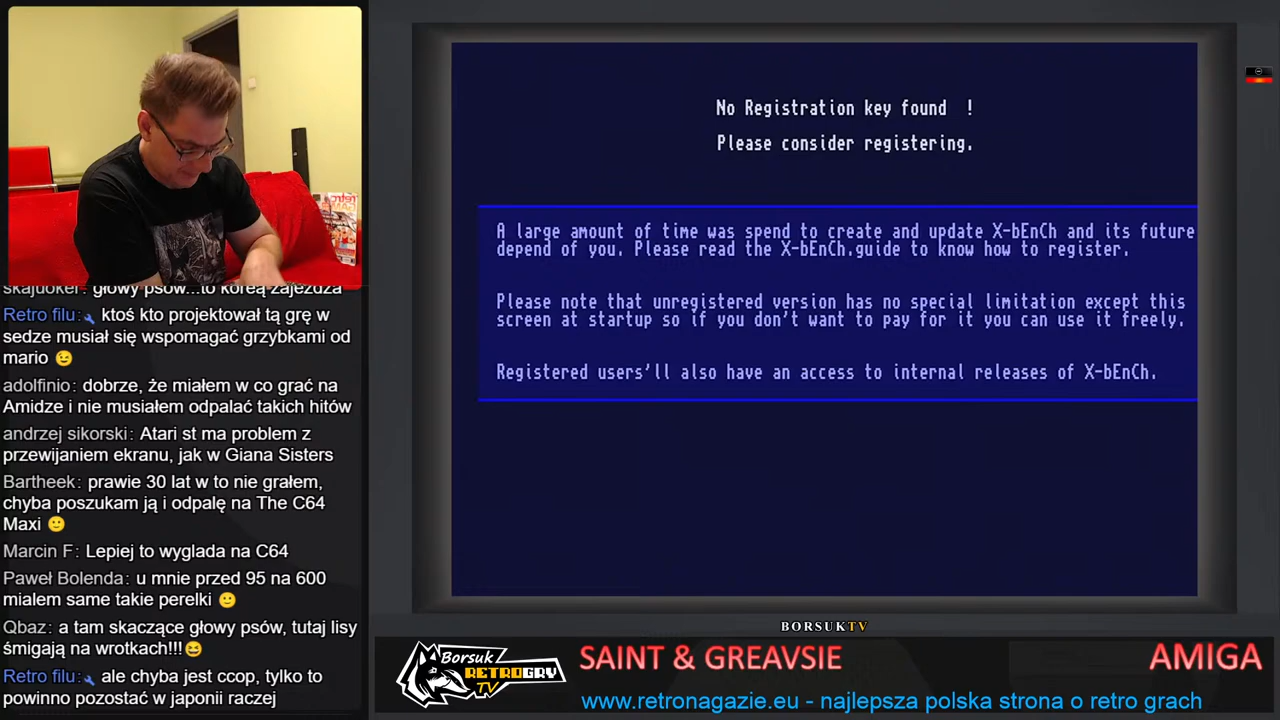 No Registration key found !
Please consider registering.
A large amount of time was spend to create and update X-bEnCh and its future
depend of you. Please read the X-bEnCh.guide to know how to register.
Please note that unregistered version has no special limitation except this
screen at startup so if you don't want to pay for it you can use it freely.
Registered users'll also have an access to internal releases of X-bEnCh.
głowy psów...to koreą zajeżdża
Retro filu: ktoś kto projektował tą grę w
sedze musiał się wspomagać grzybkami od
mario
adolfinio: dobrze, że miałem w co grać na
Amidze i nie musiałem odpalać takich hitów
andrzej sikorski: Atari st ma problem z
przewijaniem ekranu, jak w Giana Sisters
Bartheek: prawie 30 lat w to nie grałem,
chyba poszukam ją i odpalę na The C64
Maxi
Marcin F: Lepiej to wyglada na C64
Paweł Bolenda: u mnie przed 95 na 600
mialem same takie perelki
Qbaz: a tam skaczące głowy psów, tutaj lisy
śmigają na wrotkach!!!
Retro filu: ale chyba jest ccop, tylko to
powinno pozostać w japonii raczej
BORSUKTV
Borsuk
RETROGRY
TV
SAINT & GREAVSIE
AMIGA
www.retronagazie.eu - najlepsza polska strona o retro grach